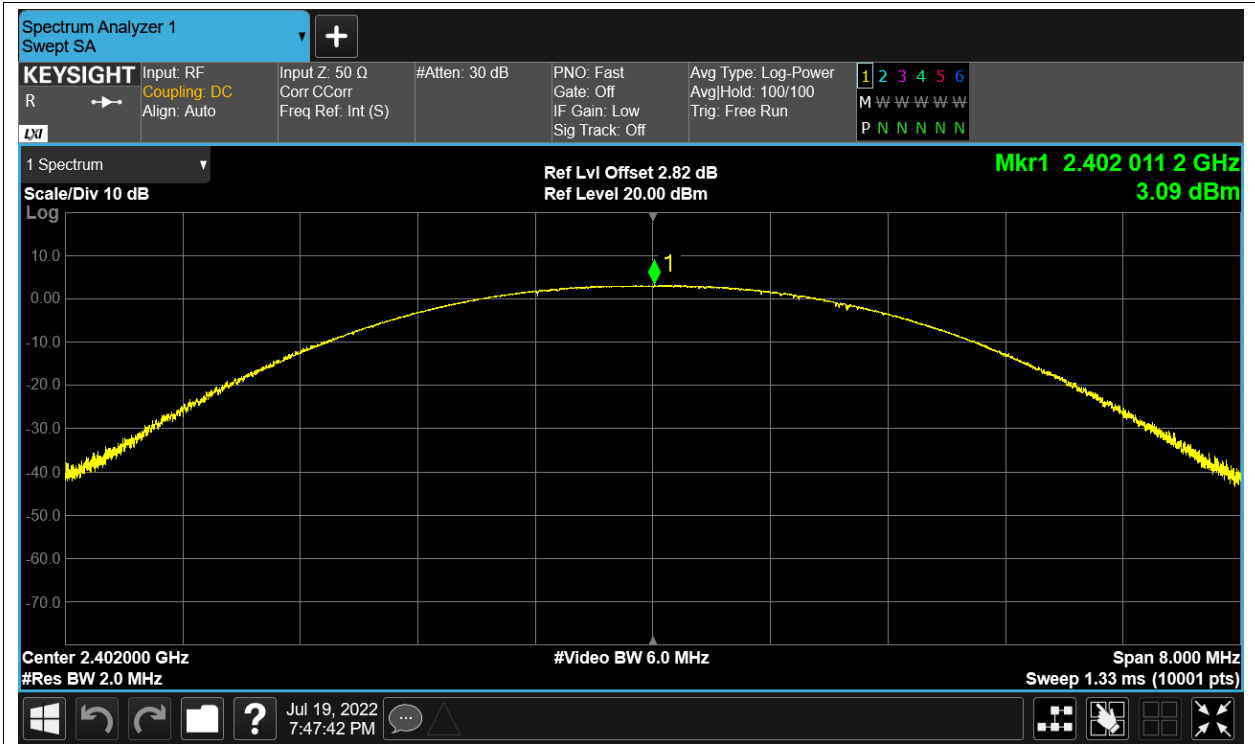 Spectrum Analyzer 1
Swept SA
KEYSIGHT
R
LXI
Input: RF
Coupling: DC
Align: Auto
Input Z: 50 Ω
Corr CCorr
Freq Ref: Int (S)
#Atten: 30 dB
PNO: Fast
Gate: Off
IF Gain: Low
Sig Track: Off
Avg Type: Log-Power
Avg|Hold: 100/100
Trig: Free Run
1 2 3 4 5 6
M W W W W W
P N N N N N
1 Spectrum
Scale/Div 10 dB
Log
Ref Lvl Offset 2.82 dB
Ref Level 20.00 dBm
Mkr1 2.402 011 2 GHz
3.09 dBm
1
10.0
0.00
-10.0
-20.0
-30.0
-40.0
-50.0
-60.0
-70.0
Center 2.402000 GHz
#Res BW 2.0 MHz
#Video BW 6.0 MHz
Span 8.000 MHz
Sweep 1.33 ms (10001 pts)
?
Jul 19, 2022
7:47:42 PM